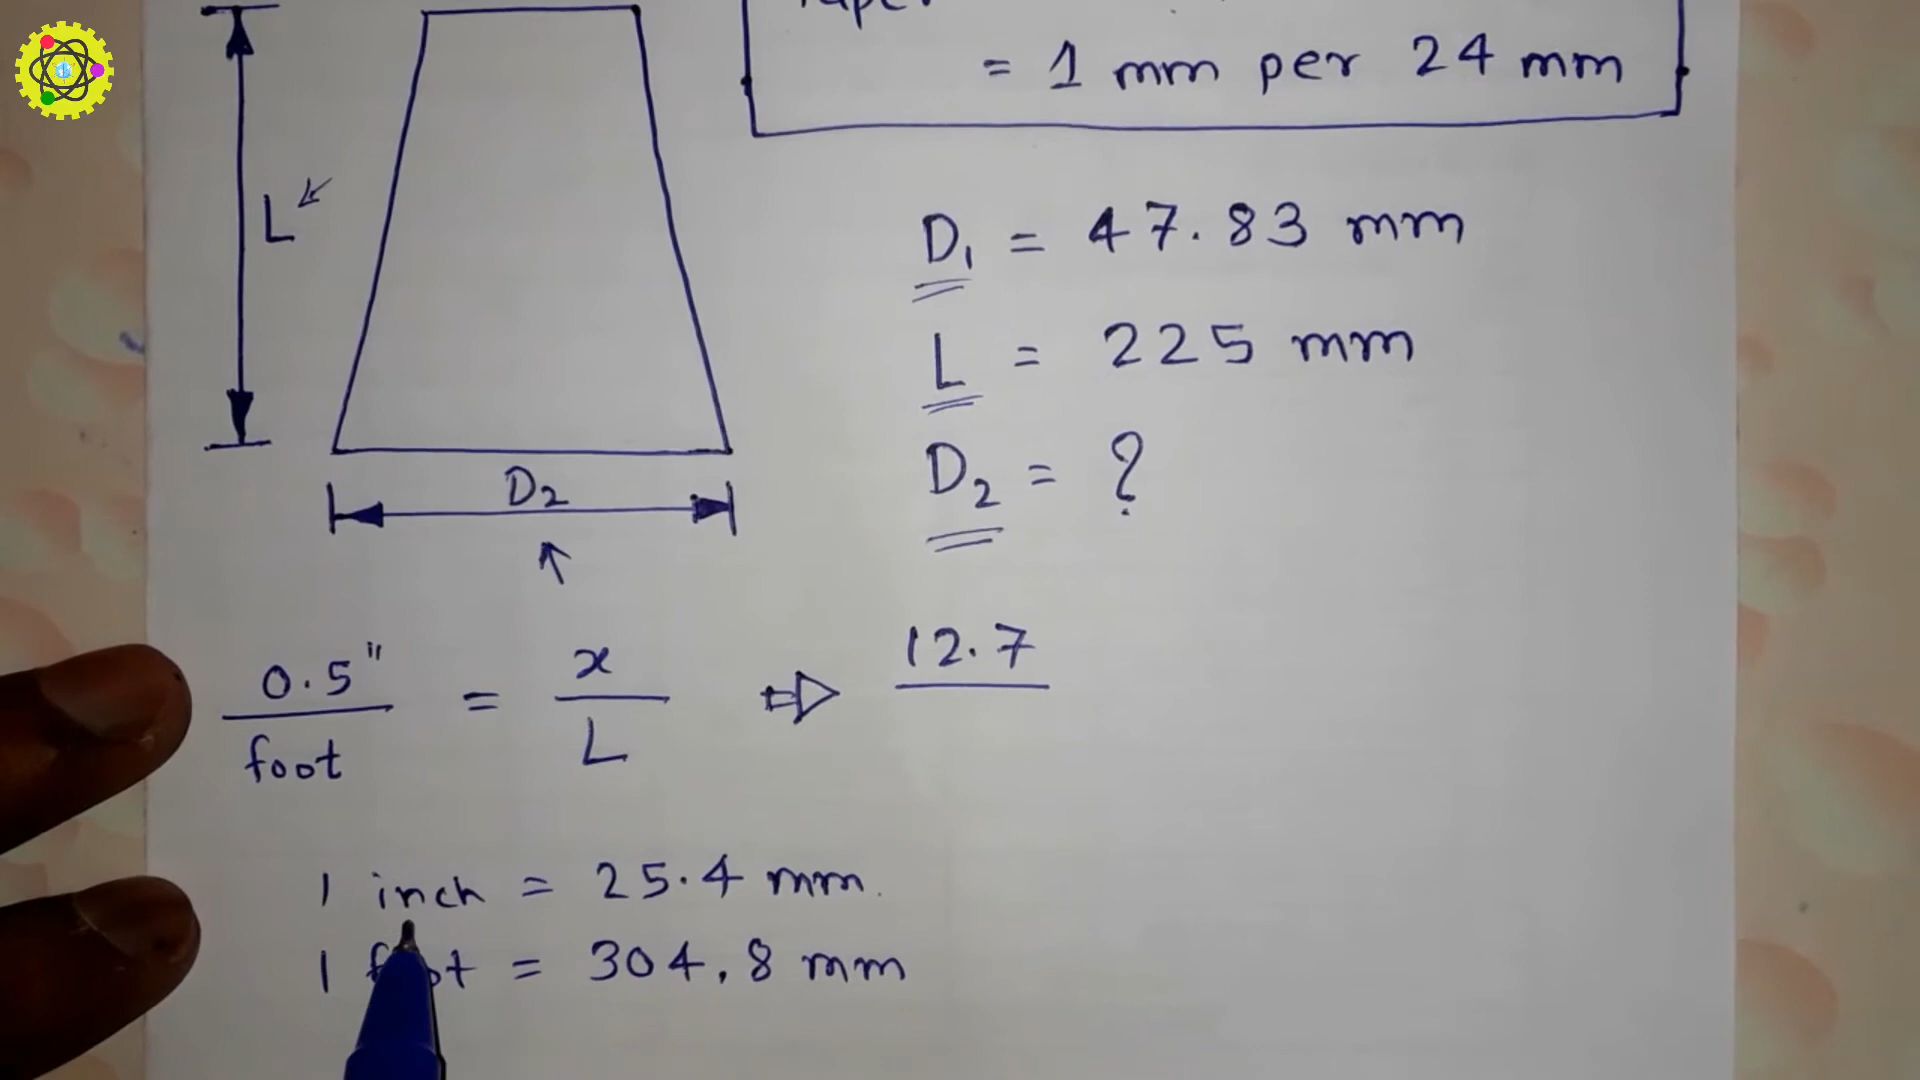 = 1 mm per 24 mm
L
D1 = 47.83 mm
L = 225 mm
D2 = ?
D2
0.5" / foot = x / L ⇒ 12.7
1 inch = 25.4 mm.
1 foot = 304.8 mm